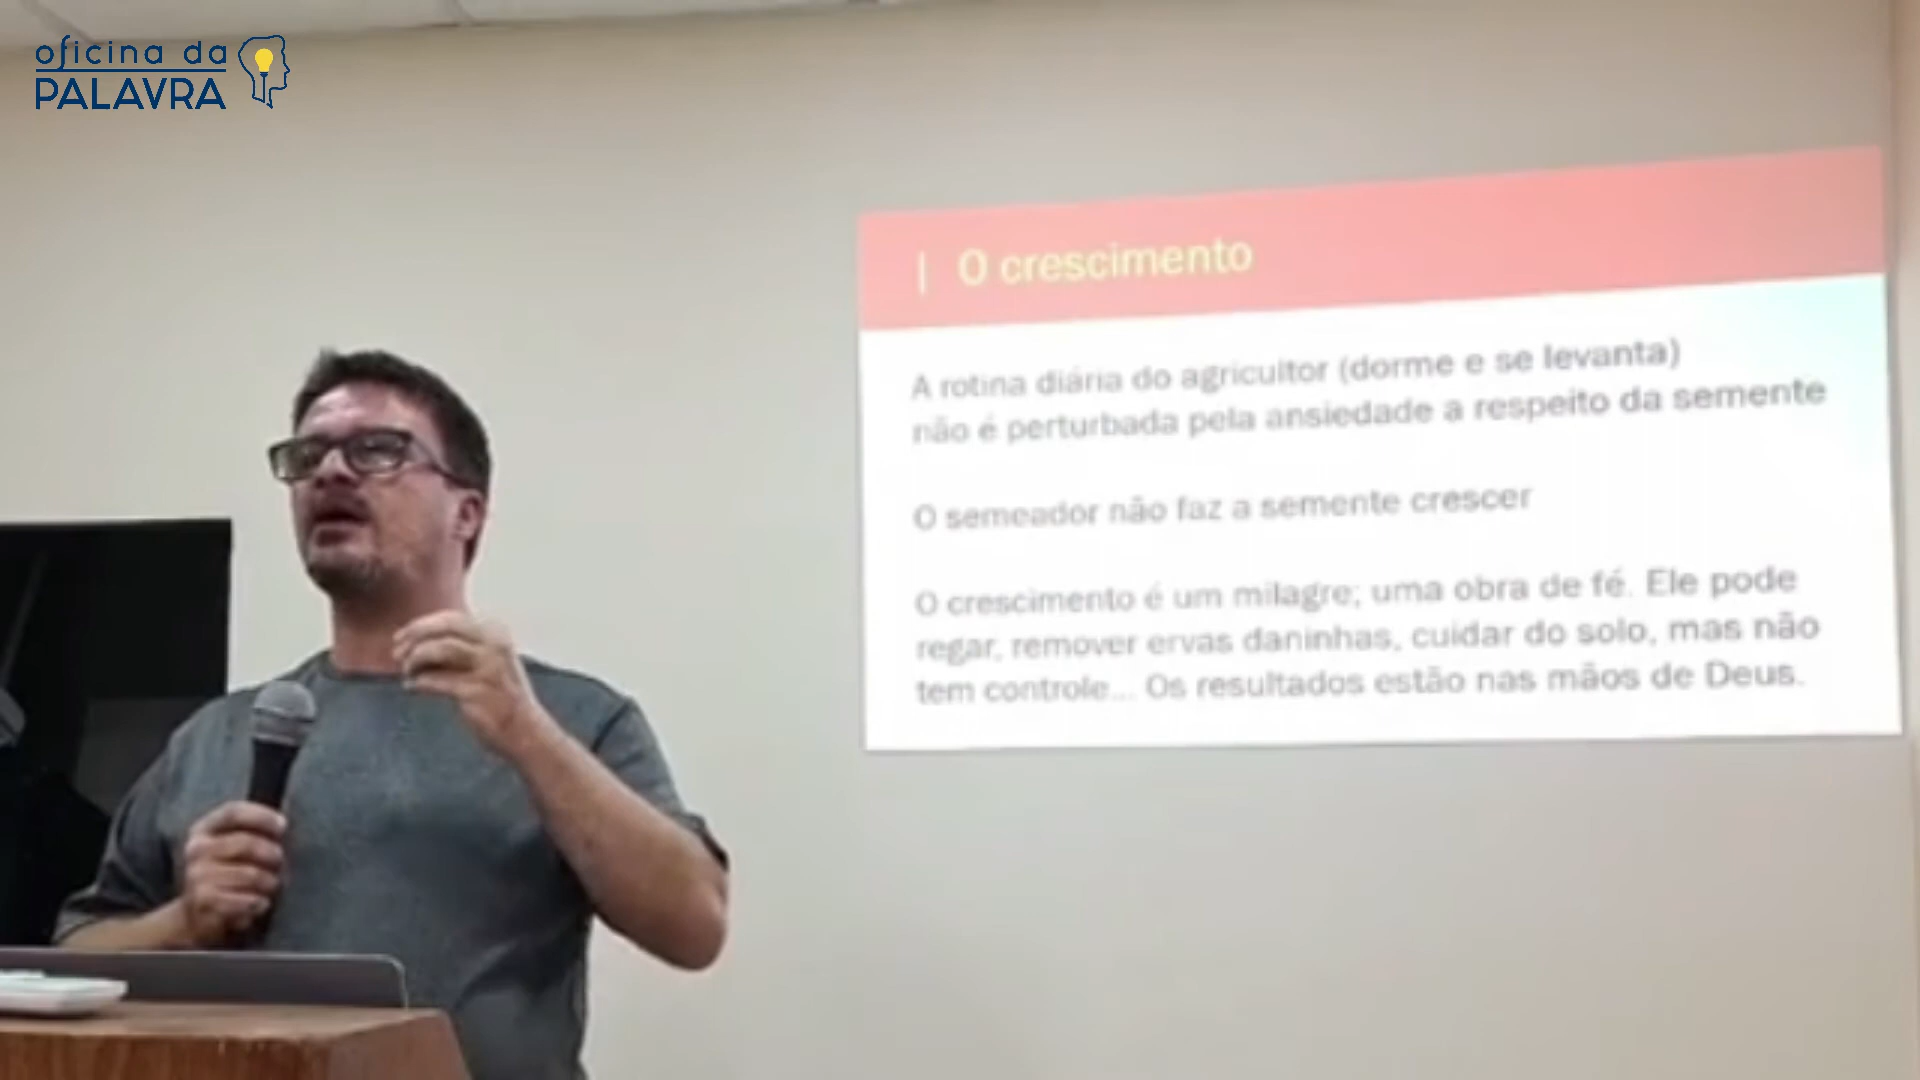 oficina da
PALAVRA
| O crescimento
A rotina diária do agricultor (dorme e se levanta)
não é perturbada pela ansiedade a respeito da semente
O semeador não faz a semente crescer
O crescimento é um milagre; uma obra de fé. Ele pode
regar, remover ervas daninhas, cuidar do solo, mas não
tem controle... Os resultados estão nas mãos de Deus.